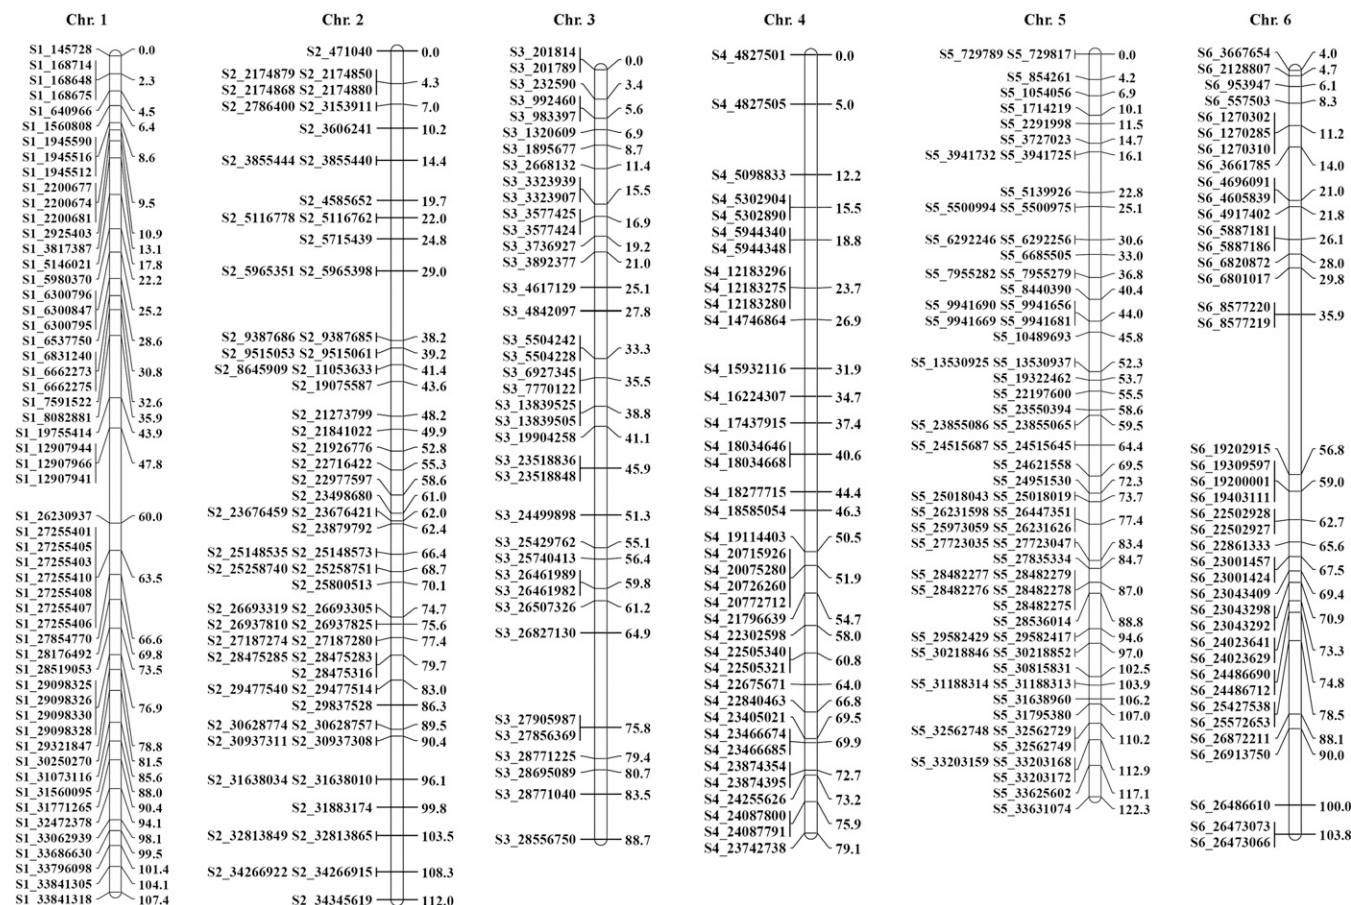 Chr. 1
S1_145728 0.0
S1_168714
S1_168648 2.3
S1_168675
S1_640966 4.5
S1_1560808 6.4
S1_1945590
S1_1945516 8.6
S1_1945512
S1_2200677
S1_2200674 9.5
S1_2200681
S1_2925403 10.9
S1_3817387 13.1
S1_5146021 17.8
S1_5980370 22.2
S1_6300796
S1_6300847 25.2
S1_6300795
S1_6537750 28.6
S1_6831240
S1_6662273 30.8
S1_6662275
S1_7591522 32.6
S1_8082881 35.9
S1_19755414 43.9
S1_12907944
S1_12907966 47.8
S1_12907941
S1_26230937 60.0
S1_27255401
S1_27255405
S1_27255403
S1_27255410 63.5
S1_27255408
S1_27255407
S1_27255406
S1_27854770 66.6
S1_28176492 69.8
S1_28519053 73.5
S1_29098325
S1_29098326 76.9
S1_29098330
S1_29098328
S1_29321847 78.8
S1_30250270 81.5
S1_31073116 85.6
S1_31560095 88.0
S1_31771265 90.4
S1_32472378 94.1
S1_33062939 98.1
S1_33686630 99.5
S1_33796098 101.4
S1_33841305 104.1
S1_33841318 107.4
Chr. 2
S2_471040 0.0
S2_2174879 S2_2174850
4.3
S2_2174868 S2_2174880
S2_2786400 S2_3153911 7.0
S2_3606241 10.2
S2_3855444 S2_3855440 14.4
S2_4585652 19.7
S2_5116778 S2_5116762 22.0
S2_5715439 24.8
S2_5965351 S2_5965398 29.0
S2_9387686 S2_9387685 38.2
S2_9515053 S2_9515061 39.2
S2_8645909 S2_11053633 41.4
S2_19075587 43.6
S2_21273799 48.2
S2_21841022 49.9
S2_21926776 52.8
S2_22716422 55.3
S2_22977597 58.6
S2_23498680 61.0
S2_23676459 S2_23676421 62.0
S2_23879792 62.4
S2_25148535 S2_25148573 66.4
S2_25258740 S2_25258751 68.7
S2_25800513 70.1
S2_26693319 S2_26693305 74.7
S2_26937810 S2_26937825 75.6
S2_27187274 S2_27187280 77.4
S2_28475285 S2_28475283
79.7
S2_28475316
S2_29477540 S2_29477514 83.0
S2_29837528 86.3
S2_30628774 S2_30628757 89.5
S2_30937311 S2_30937308 90.4
S2_31638034 S2_31638010 96.1
S2_31883174 99.8
S2_32813849 S2_32813865 103.5
S2_34266922 S2_34266915 108.3
S2_34345619 112.0
Chr. 3
S3_201814
0.0
S3_201789
S3_232590 3.4
S3_992460
5.6
S3_983397
S3_1320609 6.9
S3_1895677 8.7
S3_2668132 11.4
S3_3323939
15.5
S3_3323907
S3_3577425
16.9
S3_3577424
S3_3736927 19.2
S3_3892377 21.0
S3_4617129 25.1
S3_4842097 27.8
S3_5504242
33.3
S3_5504228
S3_6927345
35.5
S3_7770122
S3_13839525
38.8
S3_13839505
S3_19904258 41.1
S3_23518836
45.9
S3_23518848
S3_24499898 51.3
S3_25429762 55.1
S3_25740413 56.4
S3_26461989
59.8
S3_26461982
S3_26507326 61.2
S3_26827130 64.9
S3_27905987
75.8
S3_27856369
S3_28771225 79.4
S3_28695089 80.7
S3_28771040 83.5
S3_28556750 88.7
Chr. 4
S4_4827501 0.0
S4_4827505 5.0
S4_5098833 12.2
S4_5302904
15.5
S4_5302890
S4_5944340
18.8
S4_5944348
S4_12183296
S4_12183275 23.7
S4_12183280
S4_14746864 26.9
S4_15932116 31.9
S4_16224307 34.7
S4_17437915 37.4
S4_18034646
40.6
S4_18034668
S4_18277715 44.4
S4_18585054 46.3
S4_19114403 50.5
S4_20715926
S4_20075280
51.9
S4_20726260
S4_20772712
S4_21796639 54.7
S4_22302598 58.0
S4_22505340
60.8
S4_22505321
S4_22675671 64.0
S4_22840463 66.8
S4_23405021 69.5
S4_23466674
69.9
S4_23466685
S4_23874354
72.7
S4_23874395
S4_24255626 73.2
S4_24087800
75.9
S4_24087791
S4_23742738 79.1
Chr. 5
S5_729789 S5_729817 0.0
S5_854261 4.2
S5_1054056 6.9
S5_1714219 10.1
S5_2291998 11.5
S5_3727023 14.7
S5_3941732 S5_3941725 16.1
S5_5139926 22.8
S5_5500994 S5_5500975 25.1
S5_6292246 S5_6292256 30.6
S5_6685505 33.0
S5_7955282 S5_7955279 36.8
S5_8440390 40.4
S5_9941690 S5_9941656
44.0
S5_9941669 S5_9941681
S5_10489693 45.8
S5_13530925 S5_13530937 52.3
S5_19322462 53.7
S5_22197600 55.5
S5_23550394 58.6
S5_23855086 S5_23855065 59.5
S5_24515687 S5_24515645 64.4
S5_24621558 69.5
S5_24951530 72.3
S5_25018043 S5_25018019 73.7
S5_26231598 S5_26447351
77.4
S5_25973059 S5_26231626
S5_27723035 S5_27723047 83.4
S5_27835334 84.7
S5_28482277 S5_28482279
S5_28482276 S5_28482278 87.0
S5_28482275
S5_28536014 88.8
S5_29582429 S5_29582417 94.6
S5_30218846 S5_30218852 97.0
S5_30815831 102.5
S5_31188314 S5_31188313 103.9
S5_31638960 106.2
S5_31795380 107.0
S5_32562748 S5_32562729
110.2
S5_32562749
S5_33203159 S5_33203168
112.9
S5_33203172
S5_33625602 117.1
S5_33631074 122.3
Chr. 6
S6_3667654 4.0
S6_2128807 4.7
S6_953947 6.1
S6_557503 8.3
S6_1270302
S6_1270285 11.2
S6_1270310
S6_3661785 14.0
S6_4696091
21.0
S6_4605839
S6_4917402 21.8
S6_5887181
26.1
S6_5887186
S6_6820872 28.0
S6_6801017 29.8
S6_8577220
35.9
S6_8577219
S6_19202915 56.8
S6_19309597
S6_19200001 59.0
S6_19403111
S6_22502928
62.7
S6_22502927
S6_22861333 65.6
S6_23001457
67.5
S6_23001424
S6_23043409 69.4
S6_23043298
70.9
S6_23043292
S6_24023641
73.3
S6_24023629
S6_24486690
74.8
S6_24486712
S6_25427538
78.5
S6_25572653
S6_26872211 88.1
S6_26913750 90.0
S6_26486610 100.0
S6_26473073
103.8
S6_26473066